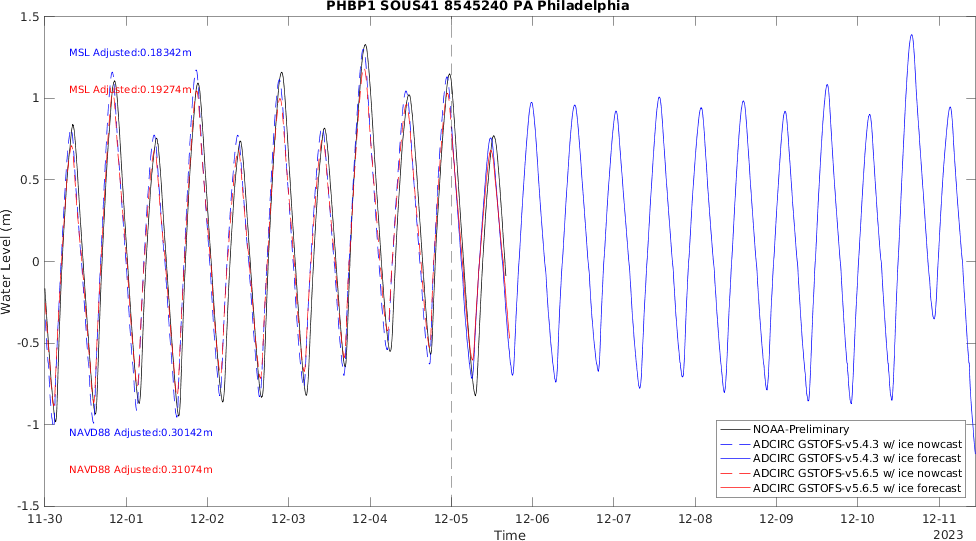 PHBP1 SOUS41 8545240 PA Philadelphia
1.5
MSL Adjusted:0.18342m
MSL Adjusted:0.19274m
1
0.5
0
-0.5
-1
-1.5
Water Level (m)
NAVD88 Adjusted:0.30142m
NAVD88 Adjusted:0.31074m
NOAA-Preliminary
ADCIRC GSTOFS-v5.4.3 w/ ice nowcast
ADCIRC GSTOFS-v5.4.3 w/ ice forecast
ADCIRC GSTOFS-v5.6.5 w/ ice nowcast
ADCIRC GSTOFS-v5.6.5 w/ ice forecast
11-30 12-01 12-02 12-03 12-04 12-05 12-06 12-07 12-08 12-09 12-10 12-11
Time
2023